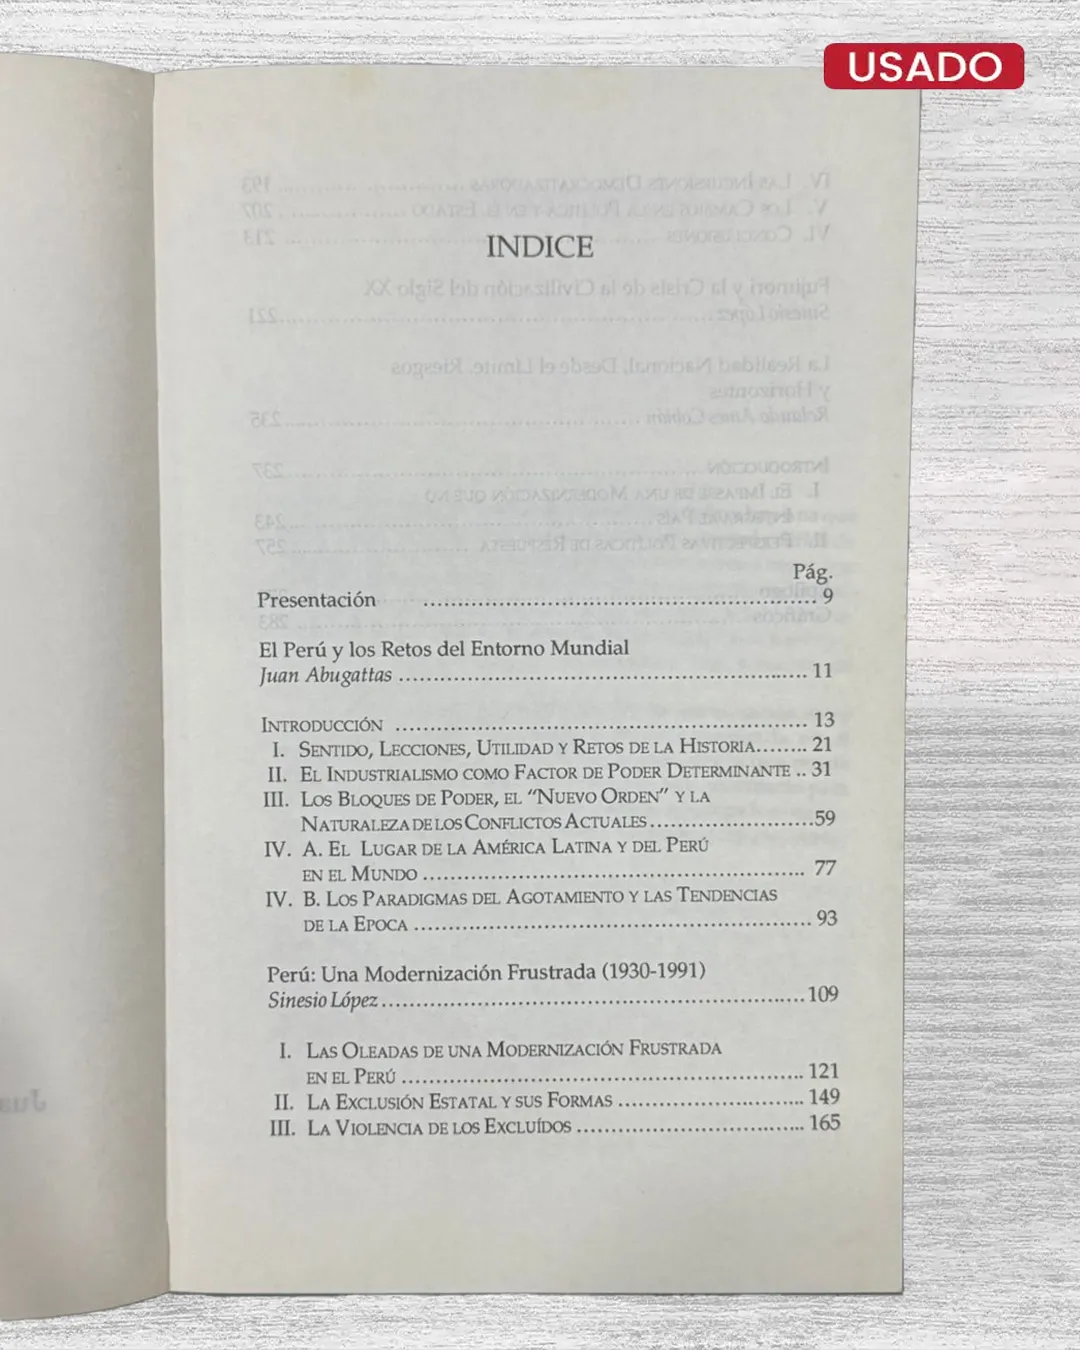 USADO
INDICE
Pág.
Presentación ........................................................ 9
El Perú y los Retos del Entorno Mundial
Juan Abugattas ........................................................ 11
INTRODUCCIÓN ........................................................ 13
I. SENTIDO, LECCIONES, UTILIDAD Y RETOS DE LA HISTORIA........ 21
II. EL INDUSTRIALISMO COMO FACTOR DE PODER DETERMINANTE .. 31
III. LOS BLOQUES DE PODER, EL "NUEVO ORDEN" Y LA
NATURALEZA DE LOS CONFLICTOS ACTUALES........................59
IV. A. EL LUGAR DE LA AMÉRICA LATINA Y DEL PERÚ
EN EL MUNDO ........................................................ 77
IV. B. LOS PARADIGMAS DEL AGOTAMIENTO Y LAS TENDENCIAS
DE LA EPOCA ........................................................ 93
Perú: Una Modernización Frustrada (1930-1991)
Sinesio López........................................................109
I. LAS OLEADAS DE UNA MODERNIZACIÓN FRUSTRADA
EN EL PERÚ ........................................................ 121
II. LA EXCLUSIÓN ESTATAL Y SUS FORMAS ........................... 149
III. LA VIOLENCIA DE LOS EXCLUÍDOS ................................. 165